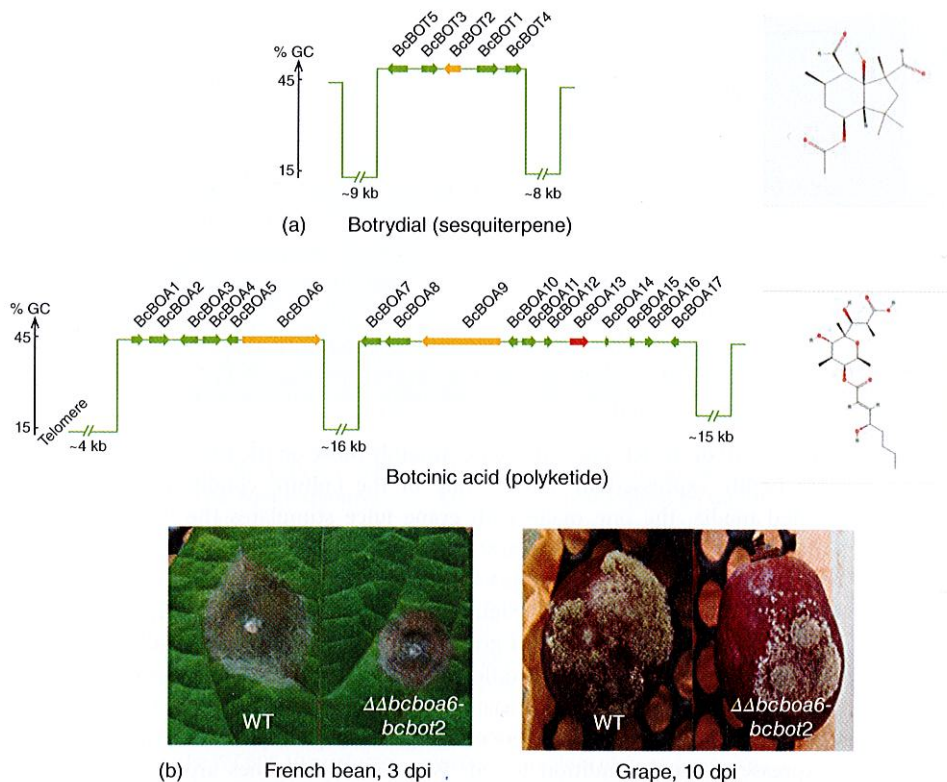 BcBOT5 BcBOT3 BcBOT2 BcBOT1 BcBOT4
% GC
45
15
~9 kb ~8 kb
(a) Botrydial (sesquiterpene)
BcBOA1 BcBOA2 BcBOA3 BcBOA4 BcBOA5 BcBOA6 BcBOA7 BcBOA8 BcBOA9 BcBOA10 BcBOA11 BcBOA12 BcBOA13 BcBOA14 BcBOA15 BcBOA16 BcBOA17
% GC
45
15
Telomere
~4 kb ~16 kb ~15 kb
Botcinic acid (polyketide)
WT ΔΔbcboa6-
bcbot2
WT ΔΔbcboa6-
bcbot2
(b) French bean, 3 dpi Grape, 10 dpi